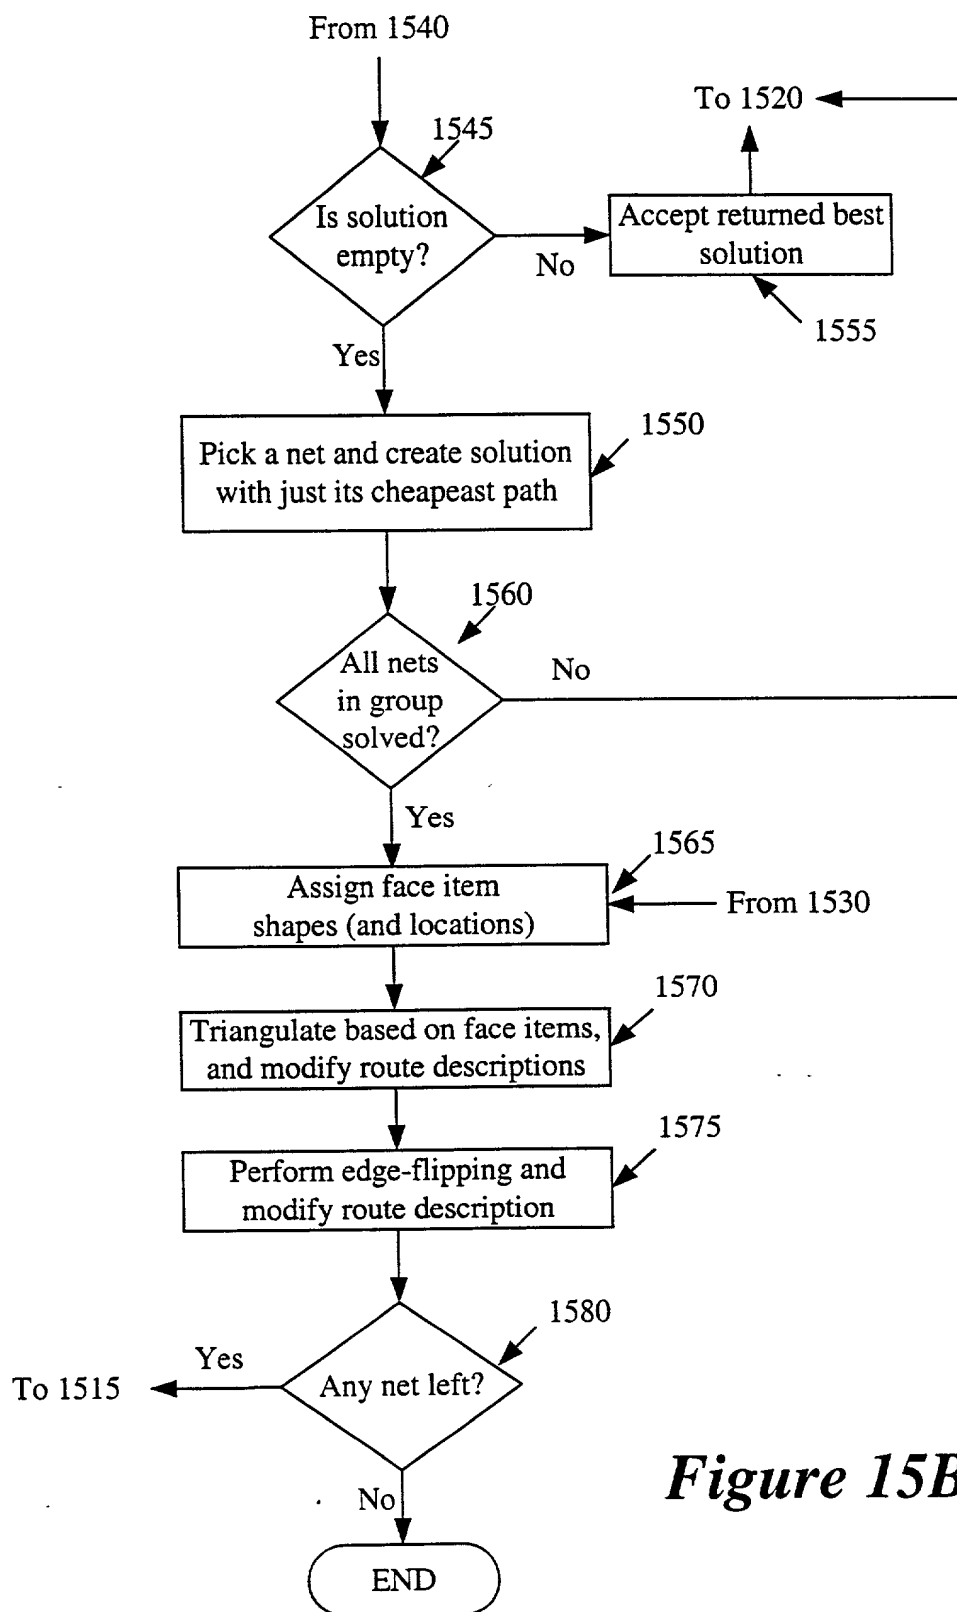 From 1540
To 1520
1545
Is solution
empty?
No
Accept returned best
solution
1555
Yes
1550
Pick a net and create solution
with just its cheapeast path
1560
All nets
in group
solved?
No
Yes
1565
Assign face item
shapes (and locations)
From 1530
1570
Triangulate based on face items,
and modify route descriptions
1575
Perform edge-flipping and
modify route description
1580
Any net left?
Yes
To 1515
Figure 15B
No
END